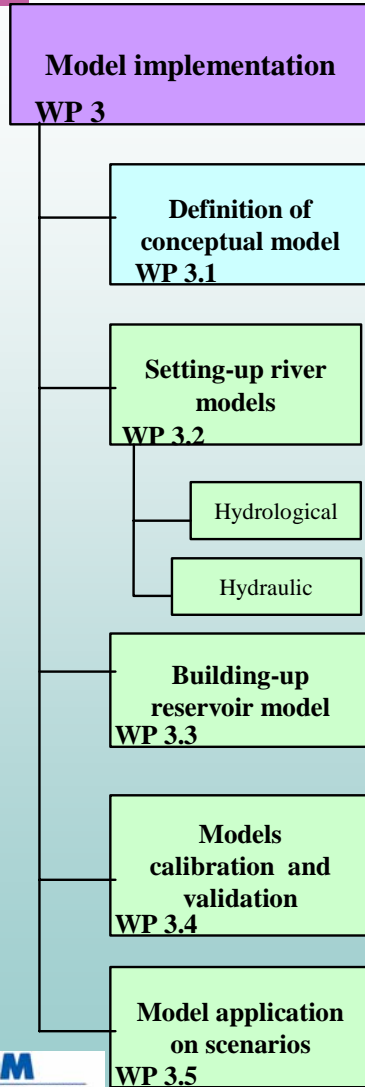 Model implementation
WP 3
Definition of
conceptual model
WP 3.1
Setting-up river
models
WP 3.2
Hydrological
Hydraulic
Building-up
reservoir model
WP 3.3
Models
calibration and
validation
WP 3.4
Model application
on scenarios
WP 3.5
M